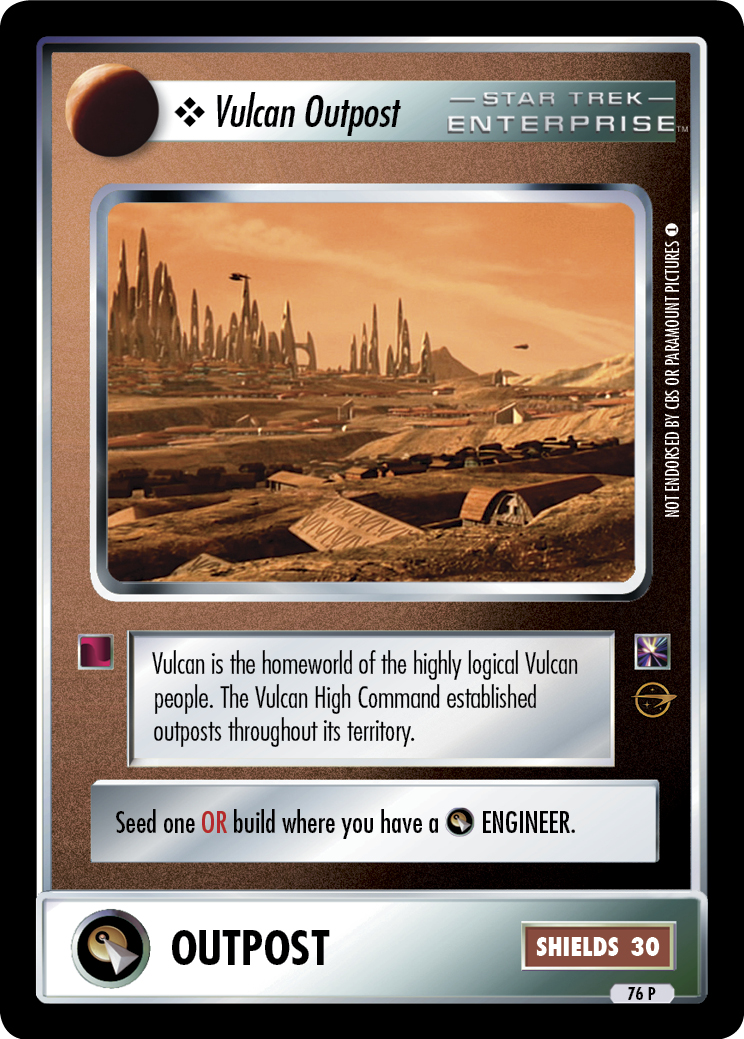 ❖ Vulcan Outpost
STAR TREK
ENTERPRISE™
NOT ENDORSED BY CBS OR PARAMOUNT PICTURES 1
Vulcan is the homeworld of the highly logical Vulcan
people. The Vulcan High Command established
outposts throughout its territory.
Seed one OR build where you have a ENGINEER.
OUTPOST
SHIELDS 30
76 P